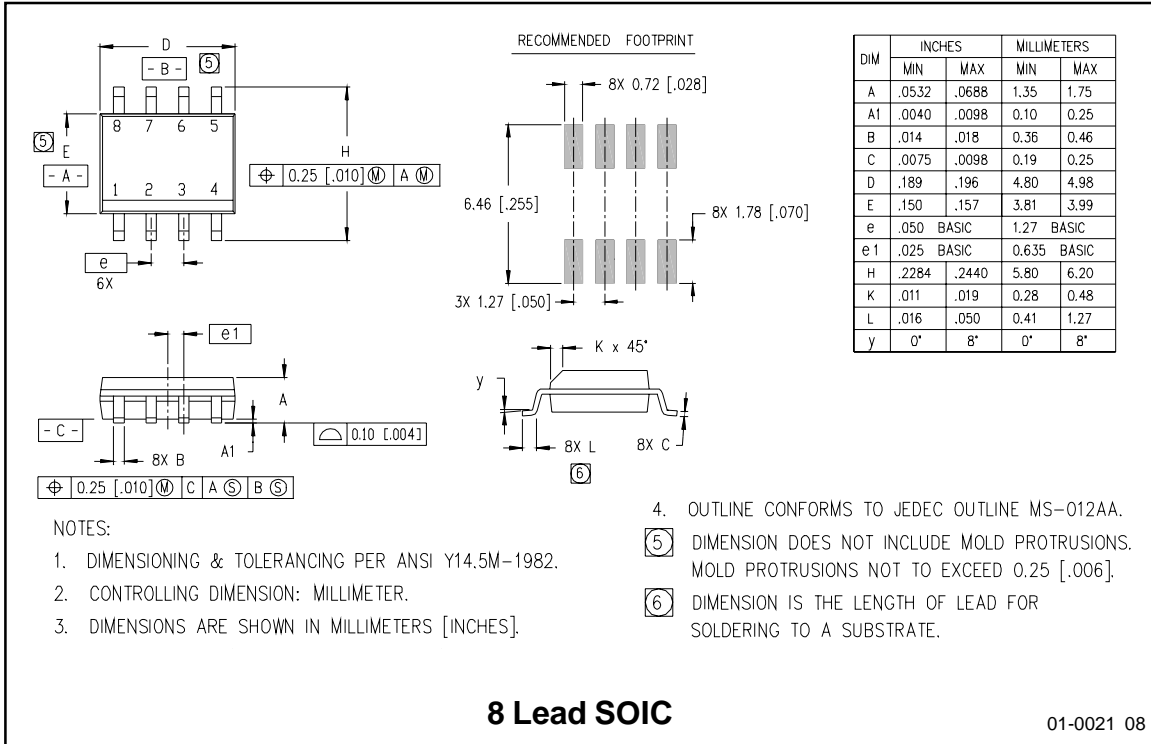 D
- B -
5
8 7 6 5
5
E
- A -
H
⌖ 0.25 [.010] Ⓜ A Ⓜ
1 2 3 4
e
6X
RECOMMENDED FOOTPRINT
8X 0.72 [.028]
6.46 [.255]
8X 1.78 [.070]
3X 1.27 [.050]
DIM INCHES MILLIMETERS
MIN MAX MIN MAX
A .0532 .0688 1.35 1.75
A1 .0040 .0098 0.10 0.25
B .014 .018 0.36 0.46
C .0075 .0098 0.19 0.25
D .189 .196 4.80 4.98
E .150 .157 3.81 3.99
e .050 BASIC 1.27 BASIC
e1 .025 BASIC 0.635 BASIC
H .2284 .2440 5.80 6.20
K .011 .019 0.28 0.48
L .016 .050 0.41 1.27
y 0° 8° 0° 8°
e1
A
- C -
8X B
A1
⌓ 0.10 [.004]
⌖ 0.25 [.010] Ⓜ C A Ⓢ B Ⓢ
K x 45°
y
8X L
6
8X C
NOTES:
1. DIMENSIONING & TOLERANCING PER ANSI Y14.5M-1982.
2. CONTROLLING DIMENSION: MILLIMETER.
3. DIMENSIONS ARE SHOWN IN MILLIMETERS [INCHES].
4. OUTLINE CONFORMS TO JEDEC OUTLINE MS-012AA.
5 DIMENSION DOES NOT INCLUDE MOLD PROTRUSIONS.
MOLD PROTRUSIONS NOT TO EXCEED 0.25 [.006].
6 DIMENSION IS THE LENGTH OF LEAD FOR
SOLDERING TO A SUBSTRATE.
8 Lead SOIC
01-0021 08